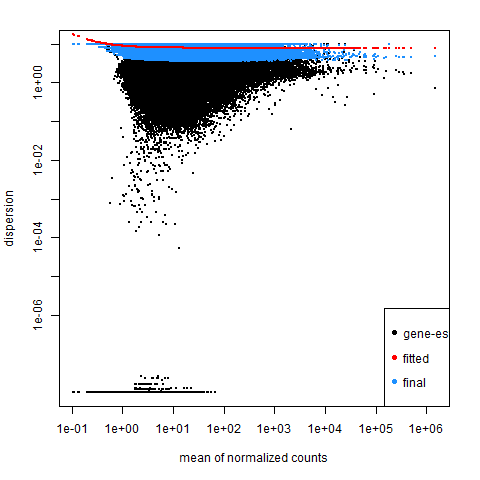 dispersion
1e+00
1e-02
1e-04
1e-06
gene-es
fitted
final
1e-01 1e+00 1e+01 1e+02 1e+03 1e+04 1e+05 1e+06
mean of normalized counts